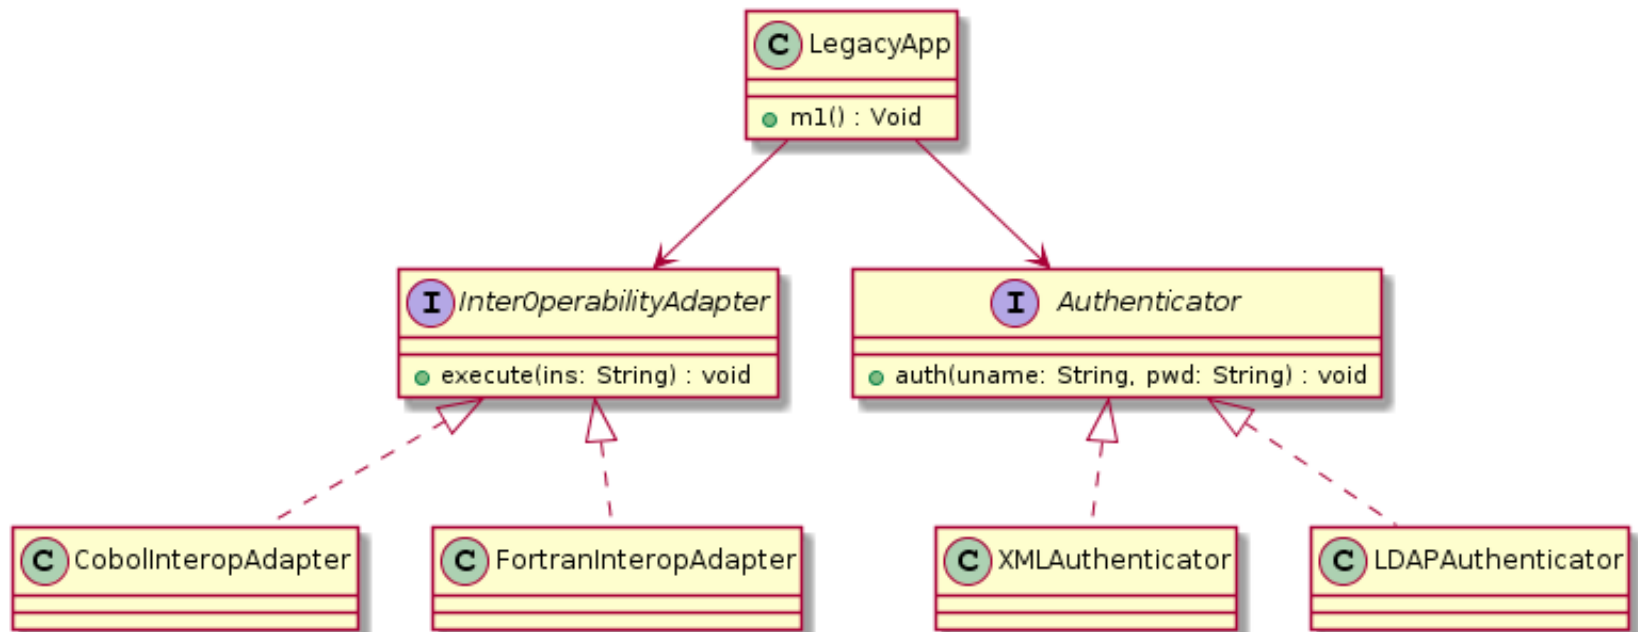 C LegacyApp
m1() : Void
I InterOperabilityAdapter
execute(ins: String) : void
I Authenticator
auth(uname: String, pwd: String) : void
C CobolInteropAdapter
C FortranInteropAdapter
C XMLAuthenticator
C LDAPAuthenticator